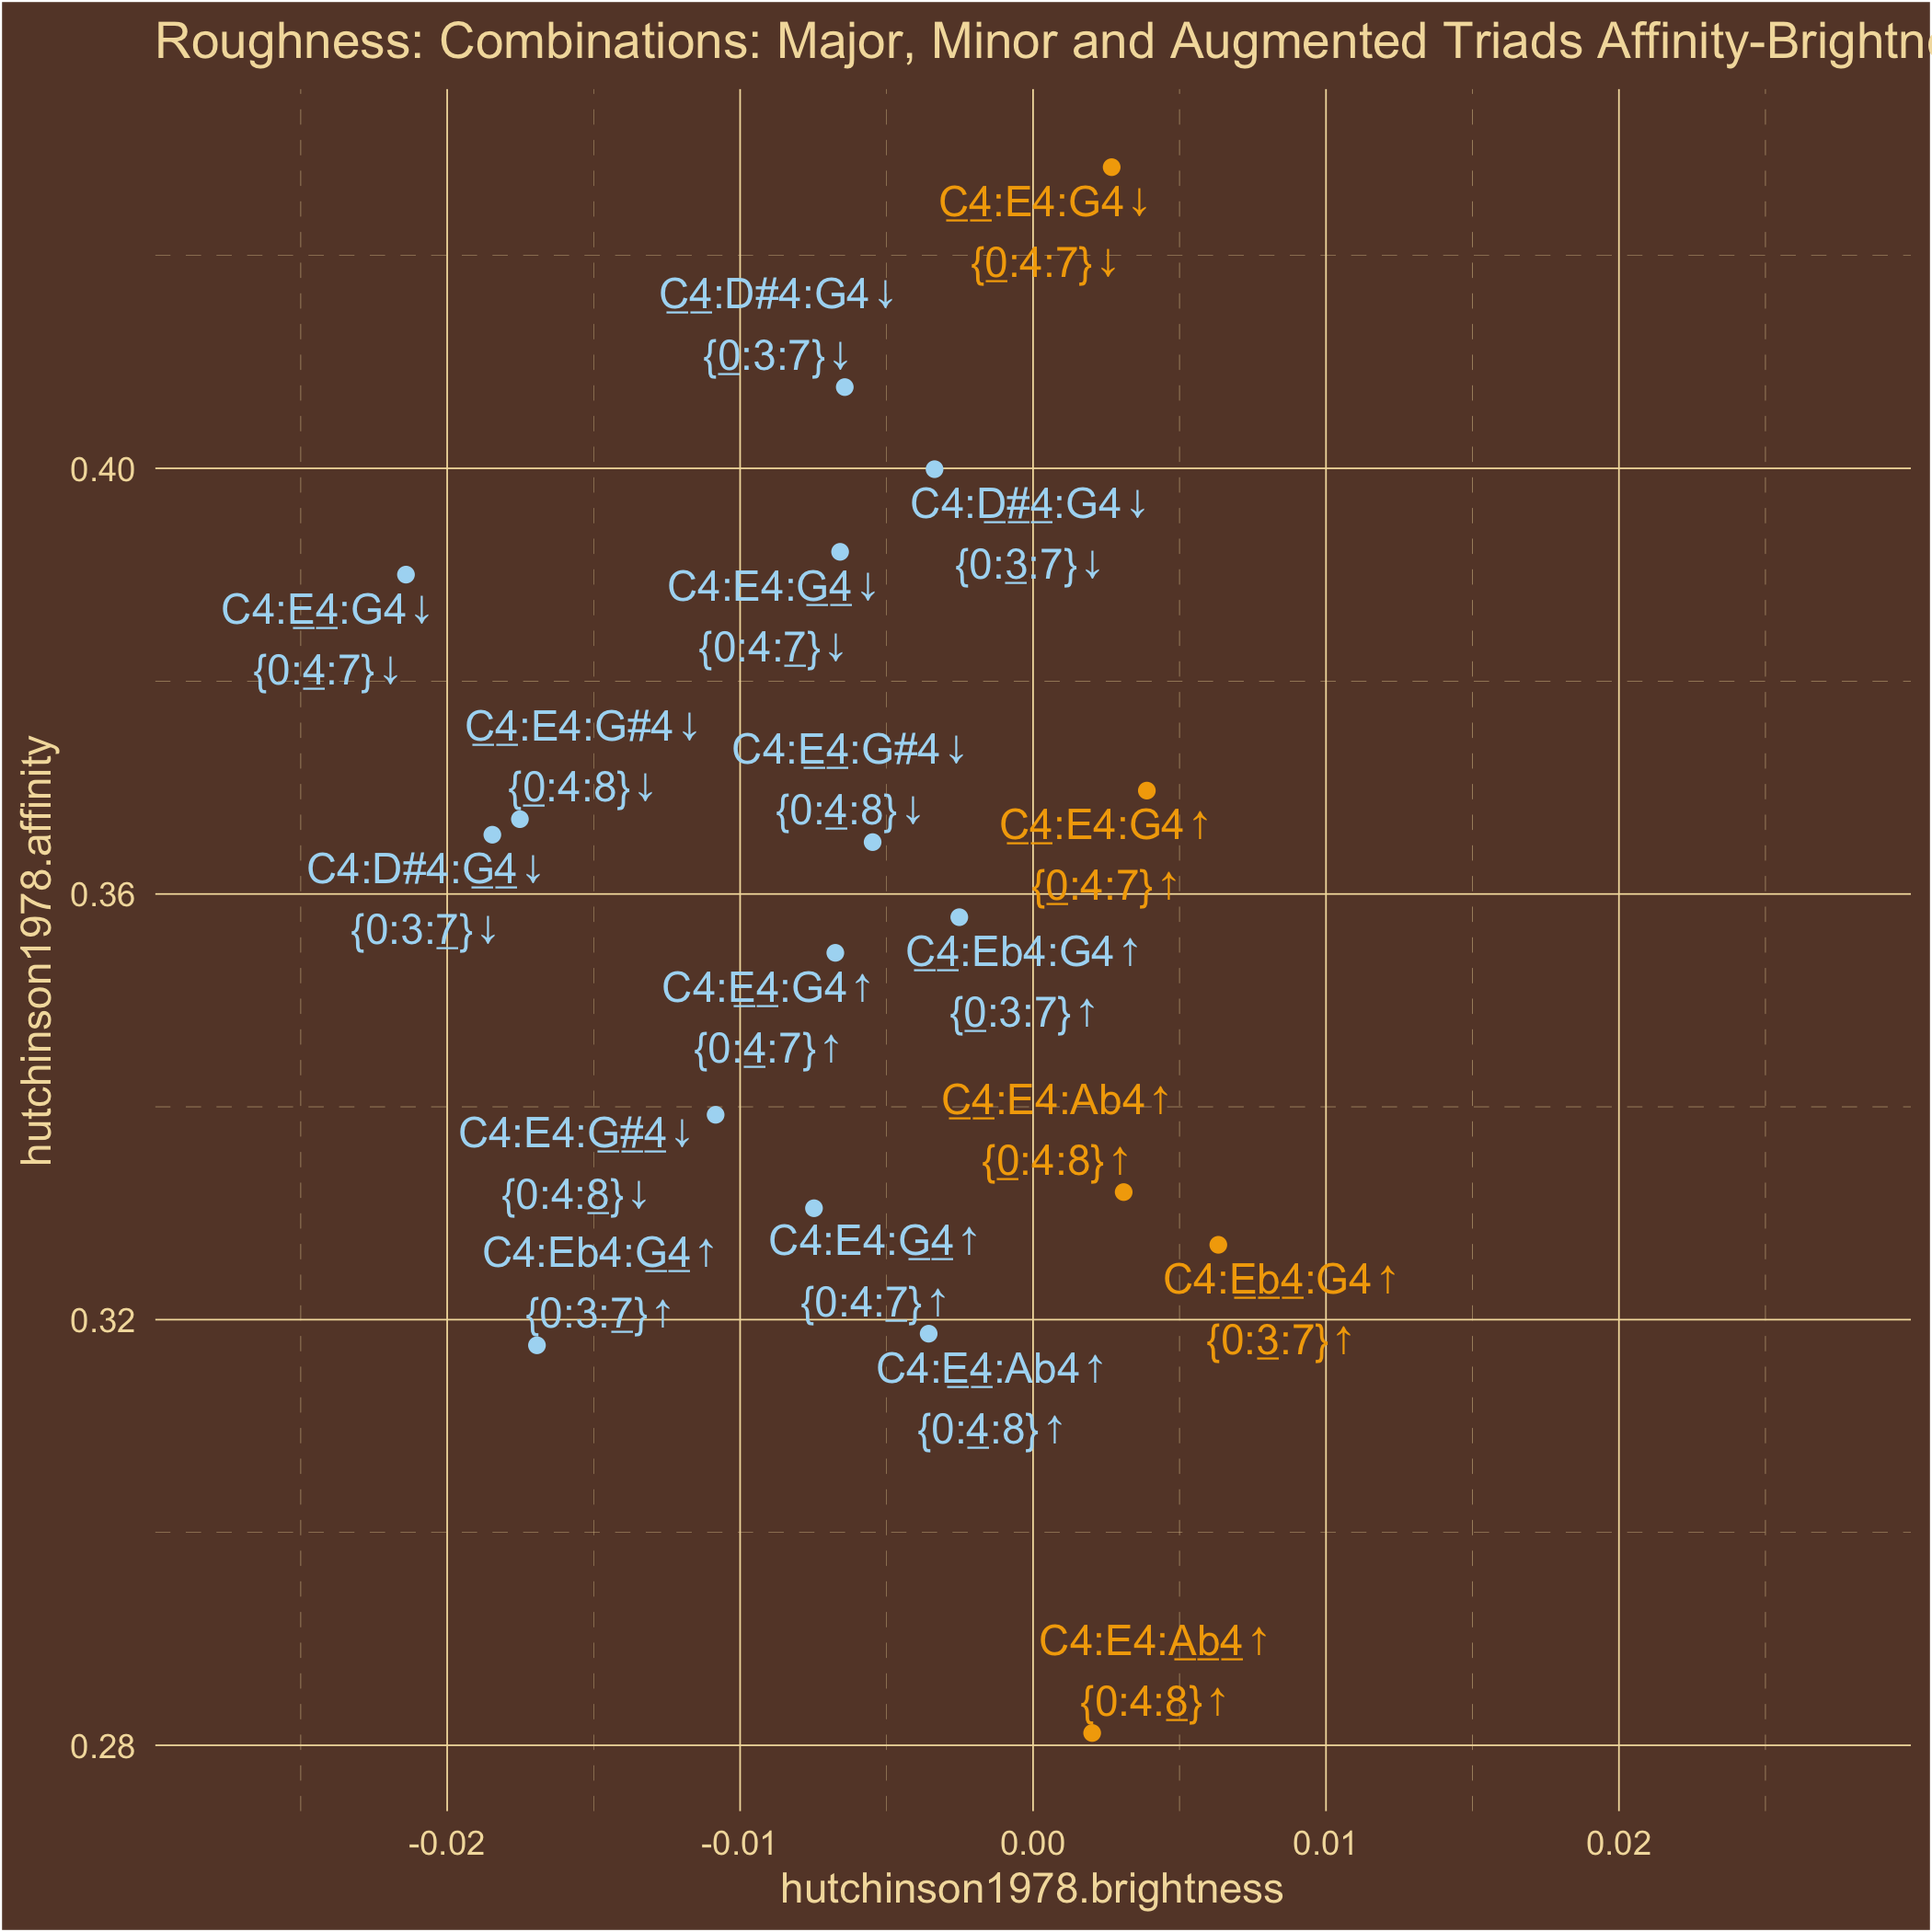 Roughness: Combinations: Major, Minor and Augmented Triads Affinity-Brightn
C4:E4:G4↓
{0:4:7}↓
C4:D#4:G4↓
{0:3:7}↓
0.40
C4:D#4:G4↓
{0:3:7}↓
C4:E4:G4↓
{0:4:7}↓
C4:E4:G4↓
{0:4:7}↓
C4:E4:G#4↓
{0:4:8}↓
C4:E4:G#4↓
{0:4:8}↓
C4:E4:G4↑
{0:4:7}↑
C4:D#4:G4↓
{0:3:7}↓
0.36
C4:Eb4:G4↑
{0:3:7}↑
C4:E4:G4↑
{0:4:7}↑
hutchinson1978.affinity
C4:E4:Ab4↑
{0:4:8}↑
C4:E4:G#4↓
{0:4:8}↓
C4:Eb4:G4↑
{0:3:7}↑
C4:E4:G4↑
{0:4:7}↑
C4:Eb4:G4↑
{0:3:7}↑
0.32
C4:E4:Ab4↑
{0:4:8}↑
C4:E4:Ab4↑
{0:4:8}↑
0.28
-0.02
-0.01
0.00
0.01
0.02
hutchinson1978.brightness